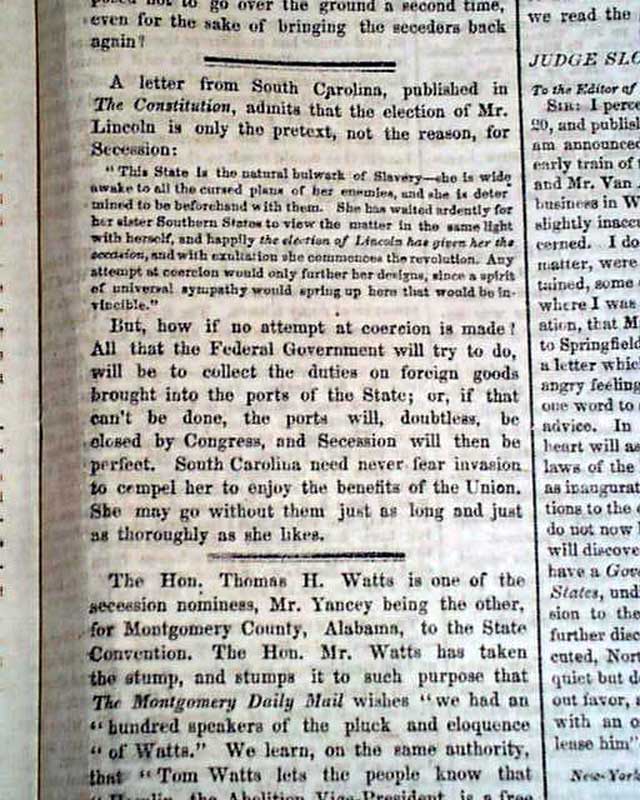 posed not to go over the ground a second time,
even for the sake of bringing the seceders back
again?
A letter from South Carolina, published in
The Constitution, admits that the election of Mr.
Lincoln is only the pretext, not the reason, for
Secession:
"This State is the natural bulwark of Slavery—she is wide
awake to all the cursed plans of her enemies, and she is deter
mined to be beforehand with them. She has waited ardently for
her sister Southern States to view the matter in the same light
with herself, and happily the election of Lincoln has given her the
occasion, and with exultation she commences the revolution. Any
attempt at coercion would only further her designs, since a spirit
of universal sympathy would spring up here that would be in-
vincible."
But, how if no attempt at coercion is made?
All that the Federal Government will try to do,
will be to collect the duties on foreign goods
brought into the ports of the State; or, if that
can't be done, the ports will, doubtless, be
closed by Congress, and Secession will then be
perfect. South Carolina need never fear invasion
to compel her to enjoy the benefits of the Union.
She may go without them just as long and just
as thoroughly as she likes.
The Hon. Thomas H. Watts is one of the
secession nominess, Mr. Yancey being the other,
for Montgomery County, Alabama, to the State
Convention. The Hon. Mr. Watts has taken
the stump, and stumps it to such purpose that
The Montgomery Daily Mail wishes "we had an
"hundred speakers of the pluck and eloquence
"of Watts." We learn, on the same authority,
that "Tom Watts lets the people know that
"Hamlin, the Abolition Vice-President, is a free
we read the
JUDGE SLO
To the Editor of
SIR: I perce
20, and publis
am announced
early train of
and Mr. Van
business in W
slightly inaccu
cerned. I do
matter, were
tained, some
where I was
ation, that M
to Springfield
a letter which
angry feeling
one word to
advice. In
heart will as
laws of the
as inaugurat
tions to the
do not now
will discove
have a Gove
States, und
sion to the
further disc
cuted, Nort
quiet but d
out favor,
with an o
lease him"
New-York